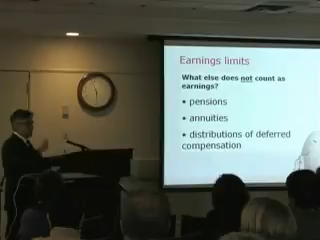 Earnings limits
What else does not count as
earnings?
• pensions
• annuities
• distributions of deferred
compensation